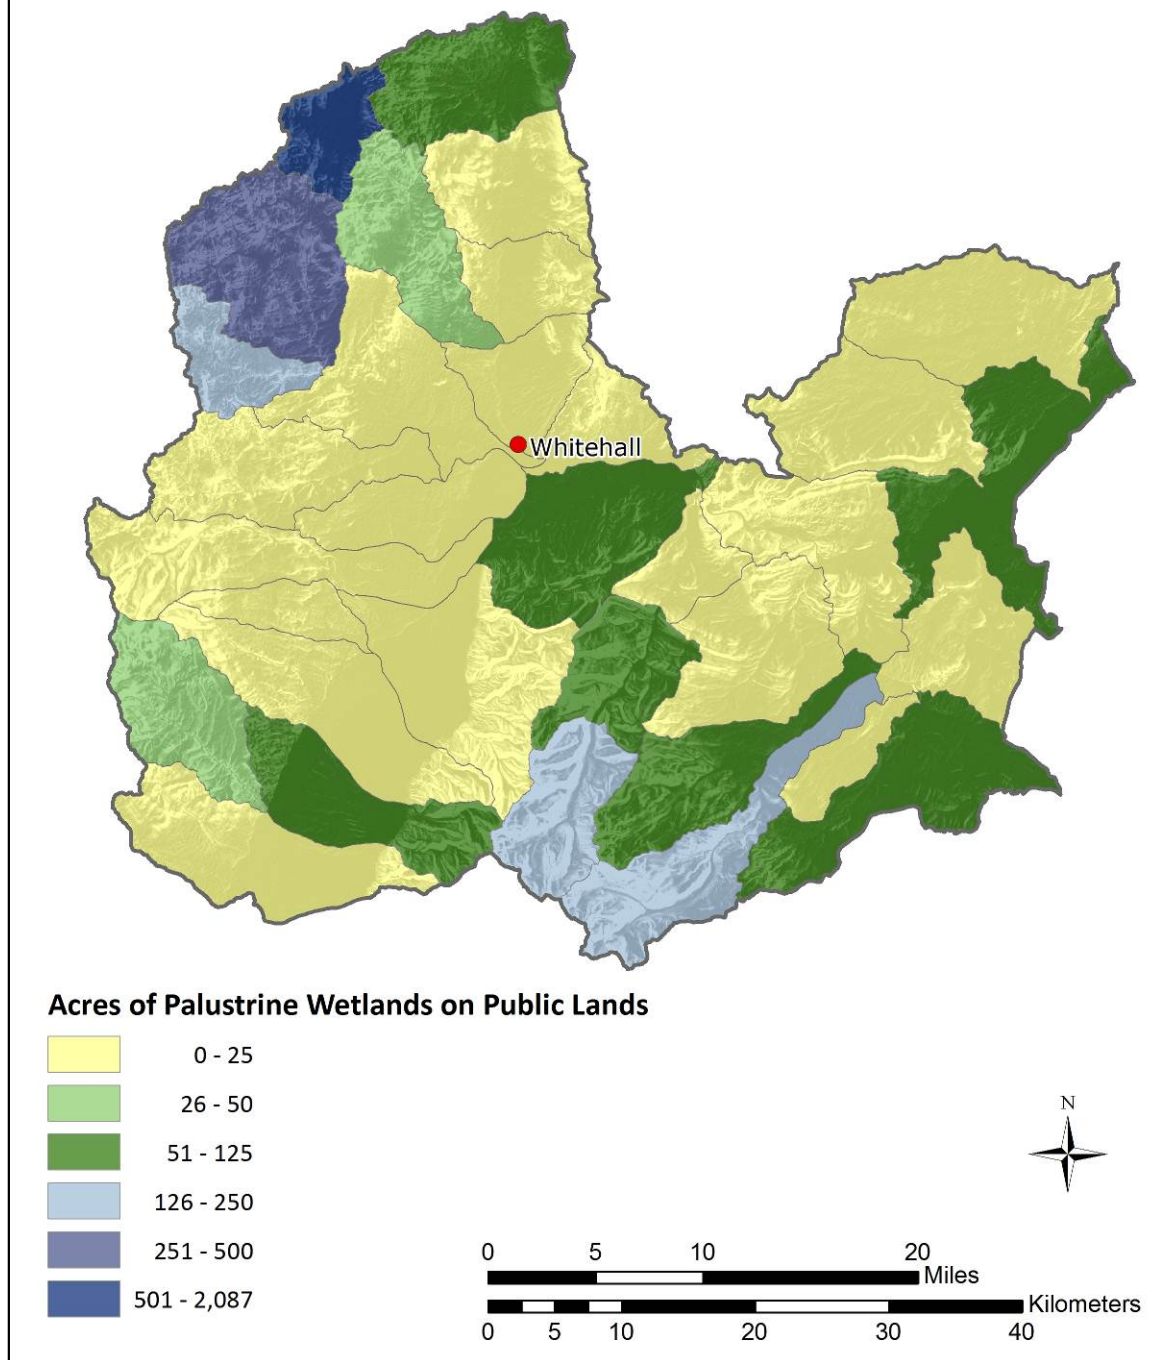 Whitehall
Acres of Palustrine Wetlands on Public Lands
0 - 25
26 - 50
51 - 125
126 - 250
251 - 500
501 - 2,087
N
0 5 10 20
Miles
Kilometers
0 5 10 20 30 40